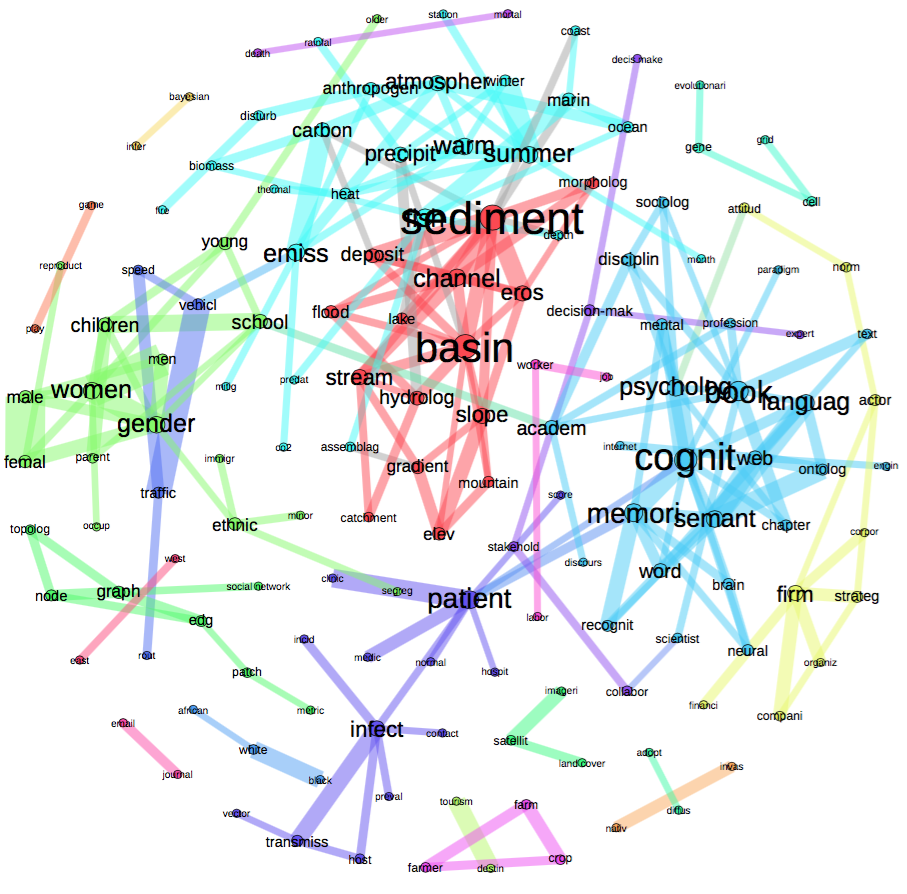 older
station
mortal
rainfal
coast
death
decis.make
anthropogen
atmospher
winter
evolutionari
bayesian
marin
disturb
carbon
ocean
grid
infer
precipit
warm
summer
gene
biomass
thermal
heat
morpholog
game
fire
sociolog
attitud
cell
sediment
depth
young
emiss
deposit
disciplin
month
reproduct
speed
channel
paradigm
norm
eros
vehicl
flood
lake
decision-mak
play
children
school
mental
profession
expert
text
basin
men
worker
women
male
mitig
predat
stream
job
psycholog
book
languag
actor
hydrolog
slope
gender
academ
co2
assemblag
internet
femal
parent
immigr
gradient
cognit
web
ontolog
engin
mountain
traffic
score
ethnic
minor
catchment
memori
semant
chapter
topolog
occup
elev
corpor
stakehold
west
discurs
node
graph
social network
clinic
segreg
patient
word
brain
firm
strateg
edg
labor
recognit
east
rout
incid
medic
normal
hospit
scientist
neural
organiz
patch
imageri
collabor
african
metric
financi
compani
email
infect
contact
white
satellit
adopt
journal
black
land cover
invas
preval
vector
tourism
farm
diffus
nativ
transmiss
host
farmer
destin
crop